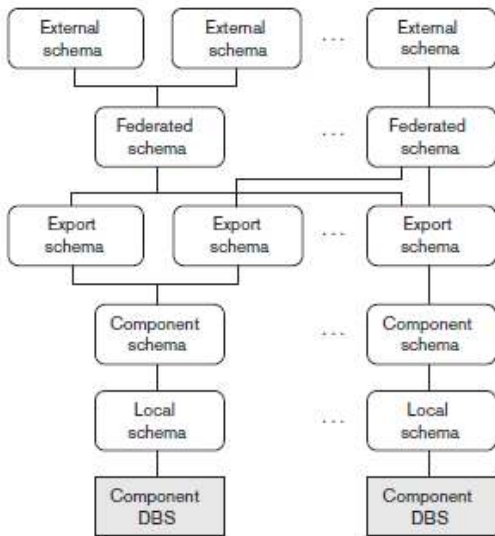 External schema
External schema
. . .
External schema
Federated schema
. . .
Federated schema
Export schema
Export schema
. . .
Export schema
Component schema
. . .
Component schema
Local schema
. . .
Local schema
Component DBS
Component DBS